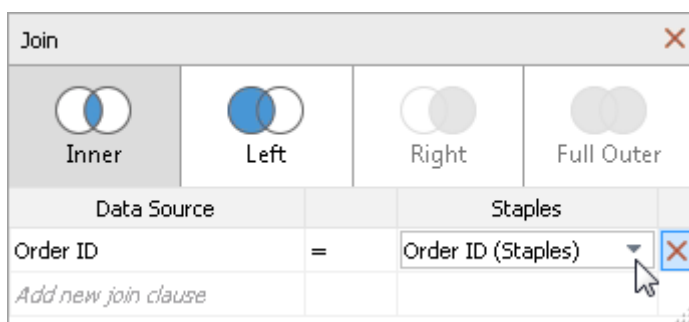 Join
Inner Left Right Full Outer
Data Source Staples
Order ID = Order ID (Staples)
Add new join clause